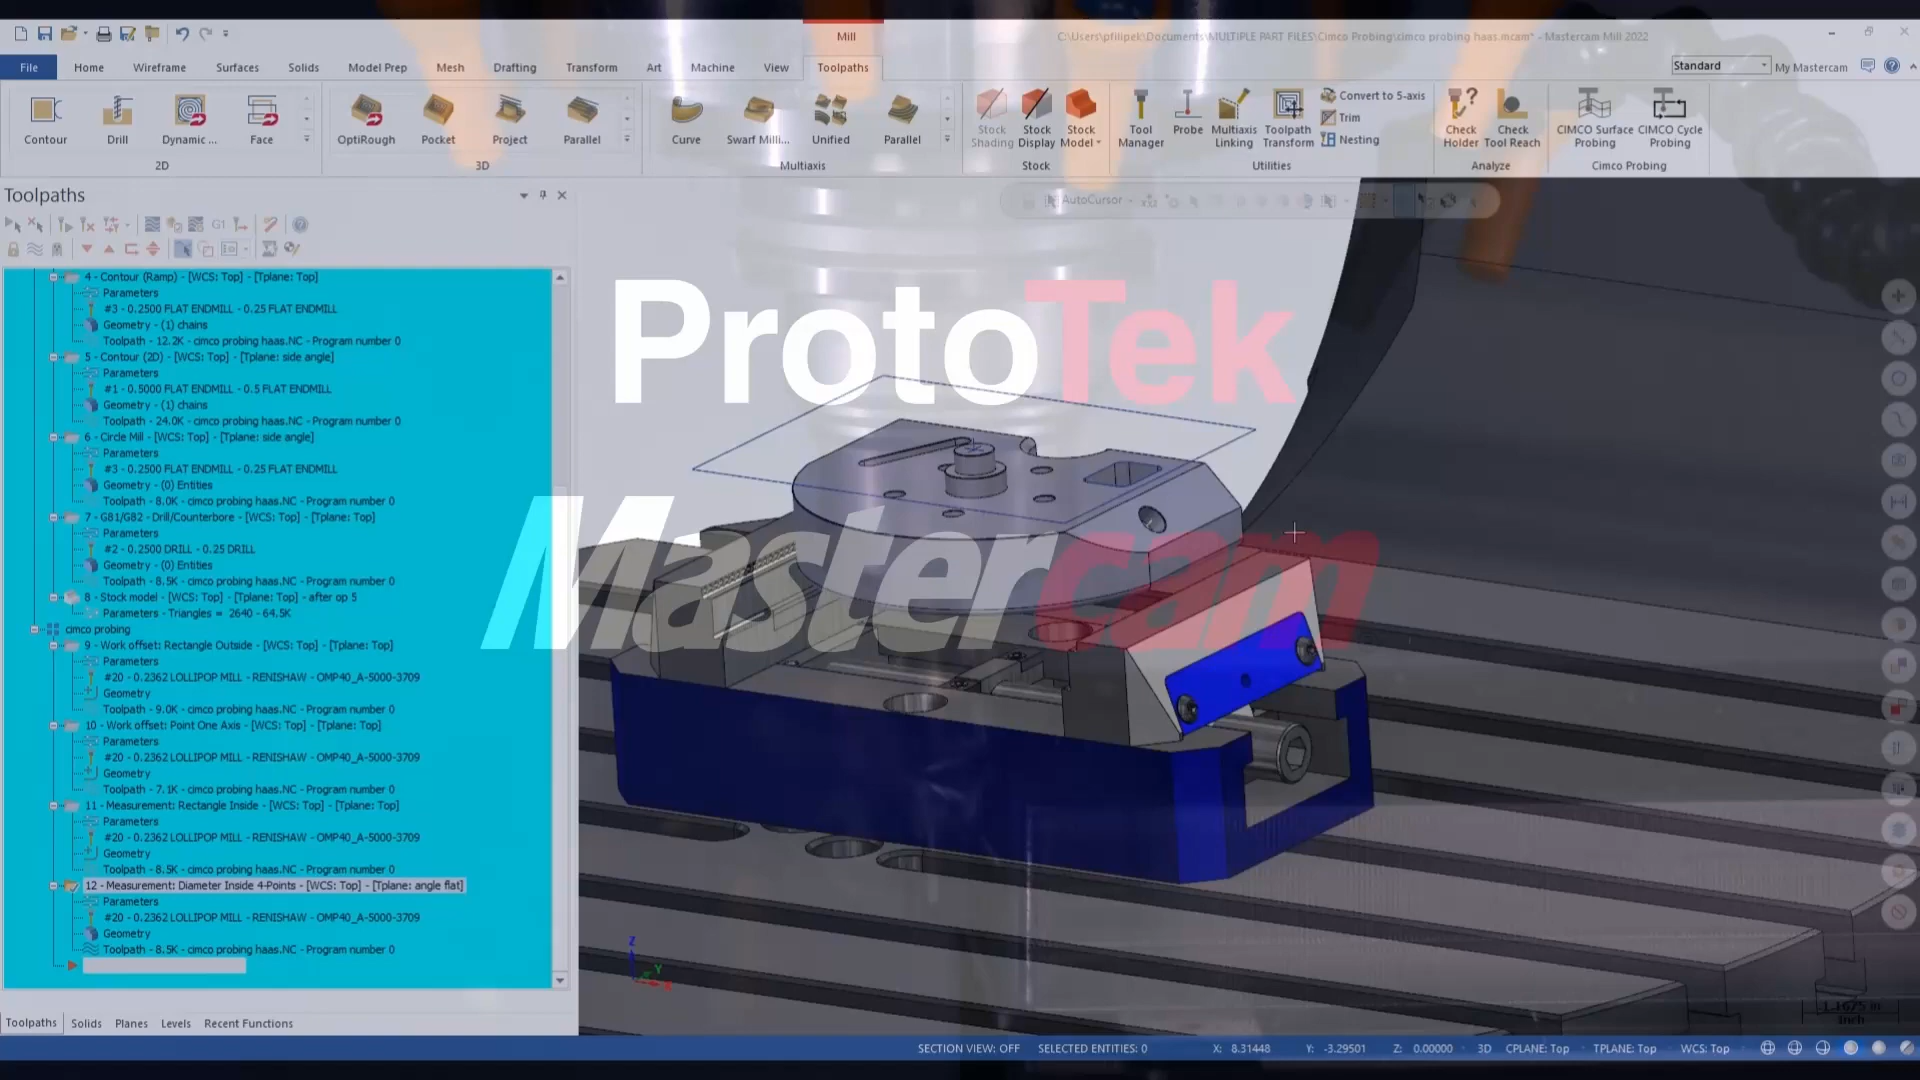 Mill
C:\Users\pfilipek\Documents\MULTIPLE PART FILES\Cimco Probing\cimco probing haas.mcam* - Mastercam Mill 2022
File Home Wireframe Surfaces Solids Model Prep Mesh Drafting Transform Art Machine View Toolpaths
Standard
My Mastercam
Contour Drill Dynamic ... Face
2D
OptiRough Pocket Project Parallel
3D
Curve Swarf Milli... Unified Parallel
Multiaxis
Stock Shading Stock Display Stock Model
Stock
Tool Manager Probe Multiaxis Linking Toolpath Transform
Convert to 5-axis
Trim
Nesting
Utilities
Check Holder Check Tool Reach
Analyze
CIMCO Surface Probing CIMCO Cycle Probing
Cimco Probing
Toolpaths
G1
AutoCursor
4 - Contour (Ramp) - [WCS: Top] - [Tplane: Top]
Parameters
#3 - 0.2500 FLAT ENDMILL - 0.25 FLAT ENDMILL
Geometry - (1) chains
Toolpath - 12.2K - cimco probing haas.NC - Program number 0
5 - Contour (2D) - [WCS: Top] - [Tplane: side angle]
Parameters
#1 - 0.5000 FLAT ENDMILL - 0.5 FLAT ENDMILL
Geometry - (1) chains
Toolpath - 24.0K - cimco probing haas.NC - Program number 0
6 - Circle Mill - [WCS: Top] - [Tplane: side angle]
Parameters
#3 - 0.2500 FLAT ENDMILL - 0.25 FLAT ENDMILL
Geometry - (0) Entities
Toolpath - 8.0K - cimco probing haas.NC - Program number 0
7 - G81/G82 - Drill/Counterbore - [WCS: Top] - [Tplane: Top]
Parameters
#2 - 0.2500 DRILL - 0.25 DRILL
Geometry - (0) Entities
Toolpath - 8.5K - cimco probing haas.NC - Program number 0
8 - Stock model - [WCS: Top] - [Tplane: Top] - after op 5
Parameters - Triangles = 2640 - 64.5K
cimco probing
9 - Work offset: Rectangle Outside - [WCS: Top] - [Tplane: Top]
Parameters
#20 - 0.2362 LOLLIPOP MILL - RENISHAW - OMP40_A-5000-3709
Geometry
Toolpath - 9.0K - cimco probing haas.NC - Program number 0
10 - Work offset: Point One Axis - [WCS: Top] - [Tplane: Top]
Parameters
#20 - 0.2362 LOLLIPOP MILL - RENISHAW - OMP40_A-5000-3709
Geometry
Toolpath - 7.1K - cimco probing haas.NC - Program number 0
11 - Measurement: Rectangle Inside - [WCS: Top] - [Tplane: Top]
Parameters
#20 - 0.2362 LOLLIPOP MILL - RENISHAW - OMP40_A-5000-3709
Geometry
Toolpath - 8.5K - cimco probing haas.NC - Program number 0
12 - Measurement: Diameter Inside 4-Points - [WCS: Top] - [Tplane: angle flat]
Parameters
#20 - 0.2362 LOLLIPOP MILL - RENISHAW - OMP40_A-5000-3709
Geometry
Toolpath - 8.5K - cimco probing haas.NC - Program number 0
ProtoTek
Mastercam
Z
Y
X
Inch
Toolpaths Solids Planes Levels Recent Functions
SECTION VIEW: OFF SELECTED ENTITIES: 0 X: 8.31448 Y: -3.29501 Z: 0.00000 3D CPLANE: Top TPLANE: Top WCS: Top